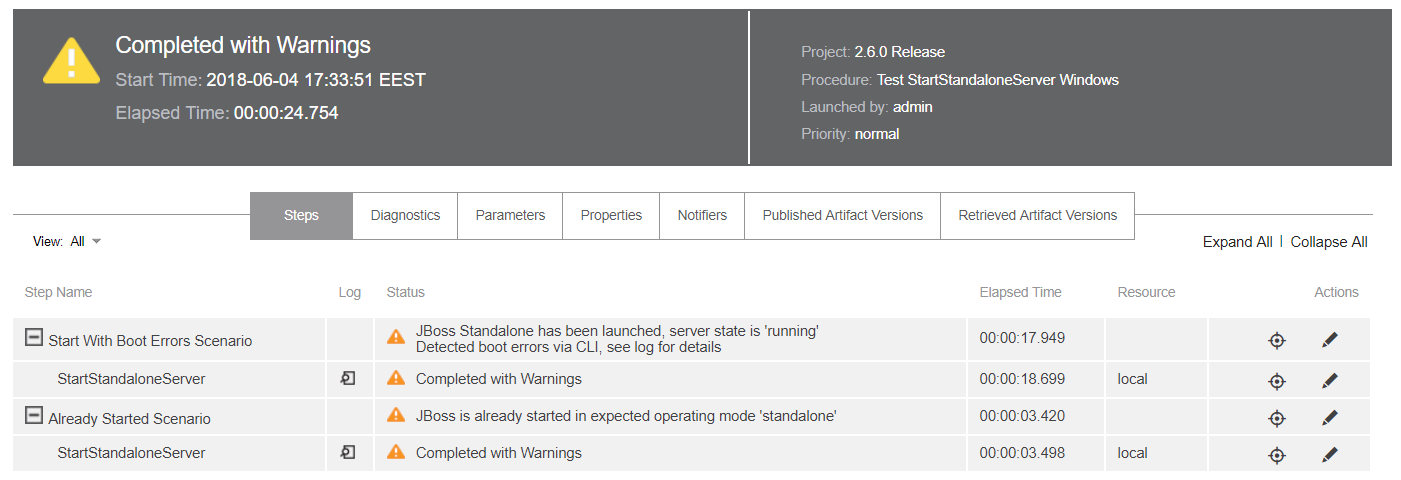 Completed with Warnings
Start Time: 2018-06-04 17:33:51 EEST
Elapsed Time: 00:00:24.754
Project: 2.6.0 Release
Procedure: Test StartStandaloneServer Windows
Launched by: admin
Priority: normal
Steps Diagnostics Parameters Properties Notifiers Published Artifact Versions Retrieved Artifact Versions
View: All
Expand All | Collapse All
Step Name Log Status Elapsed Time Resource Actions
Start With Boot Errors Scenario JBoss Standalone has been launched, server state is 'running' 00:00:17.949
Detected boot errors via CLI, see log for details
StartStandaloneServer Completed with Warnings 00:00:18.699 local
Already Started Scenario JBoss is already started in expected operating mode 'standalone' 00:00:03.420
StartStandaloneServer Completed with Warnings 00:00:03.498 local